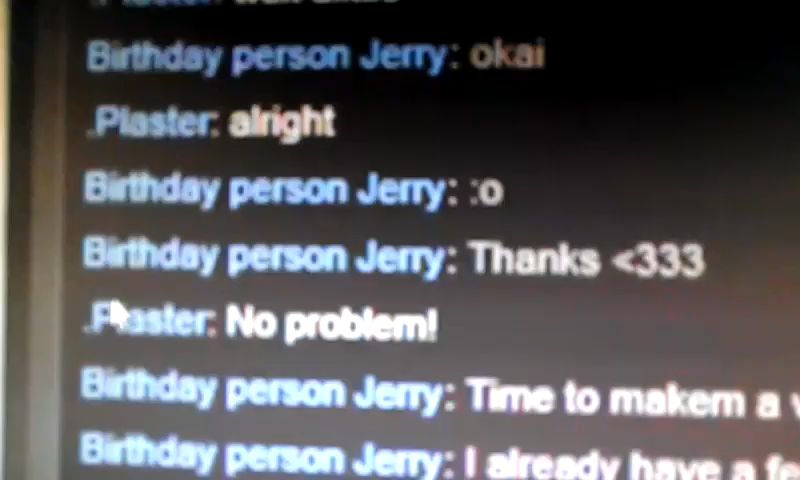 Birthday person Jerry: okai
.Plaster: alright
Birthday person Jerry: :o
Birthday person Jerry: Thanks <333
.Plaster: No problem!
Birthday person Jerry: Time to makem a
Birthday person Jerry: I already have a